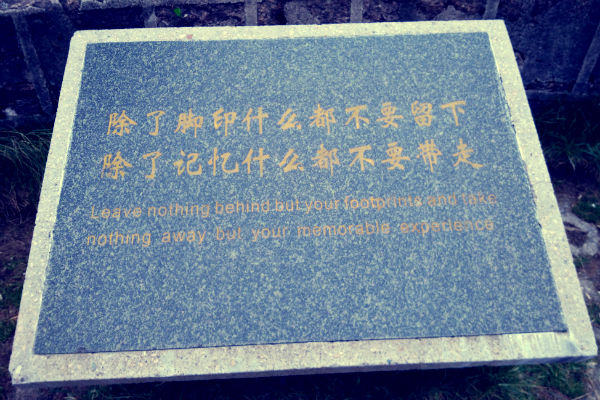 除了脚印什么都不要留下
除了记忆什么都不要带走
Leave nothing behind but your footprints and take
nothing away but your memorable experience